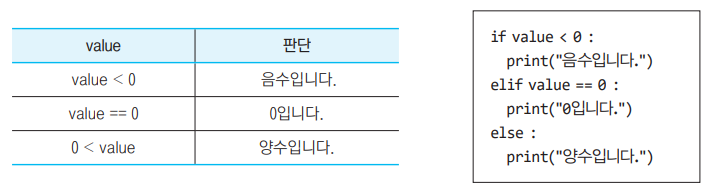 value 판단
value < 0 음수입니다.
value == 0 0입니다.
0 < value 양수입니다.
if value < 0 :
print("음수입니다.")
elif value == 0 :
print("0입니다.")
else :
print("양수입니다.")